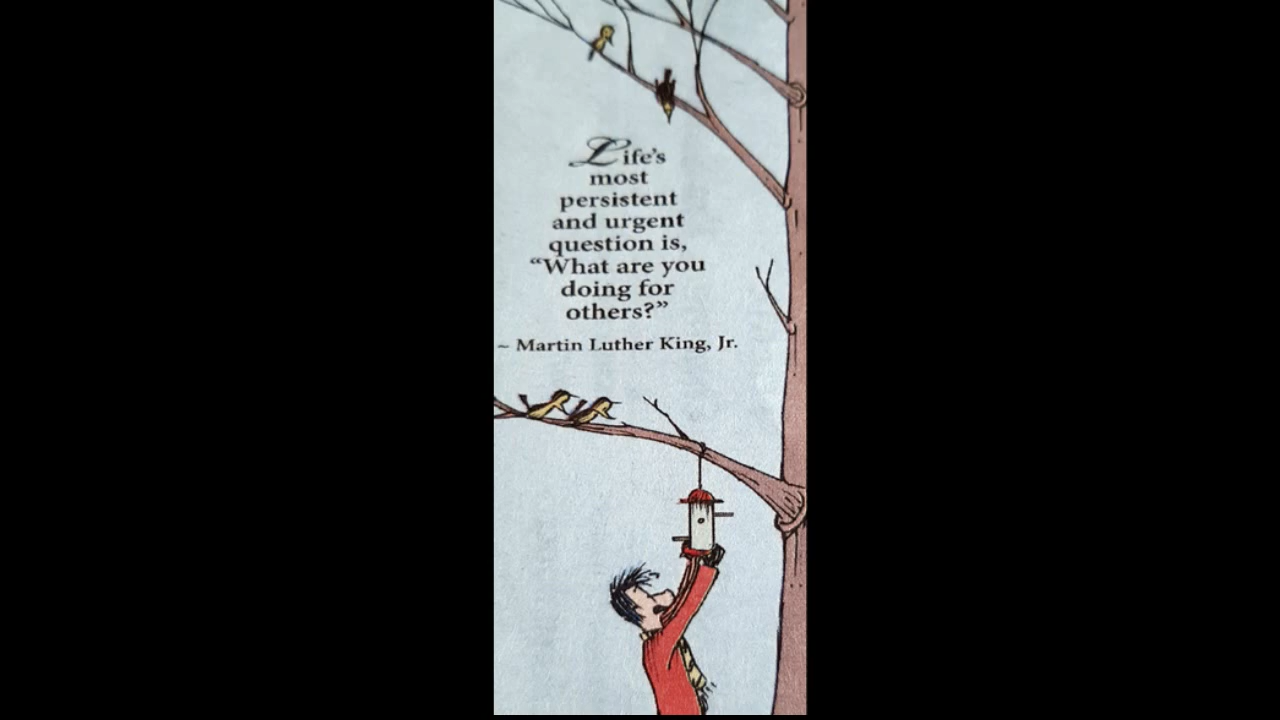 Life's
most
persistent
and urgent
question is,
“What are you
doing for
others?”
~ Martin Luther King, Jr.